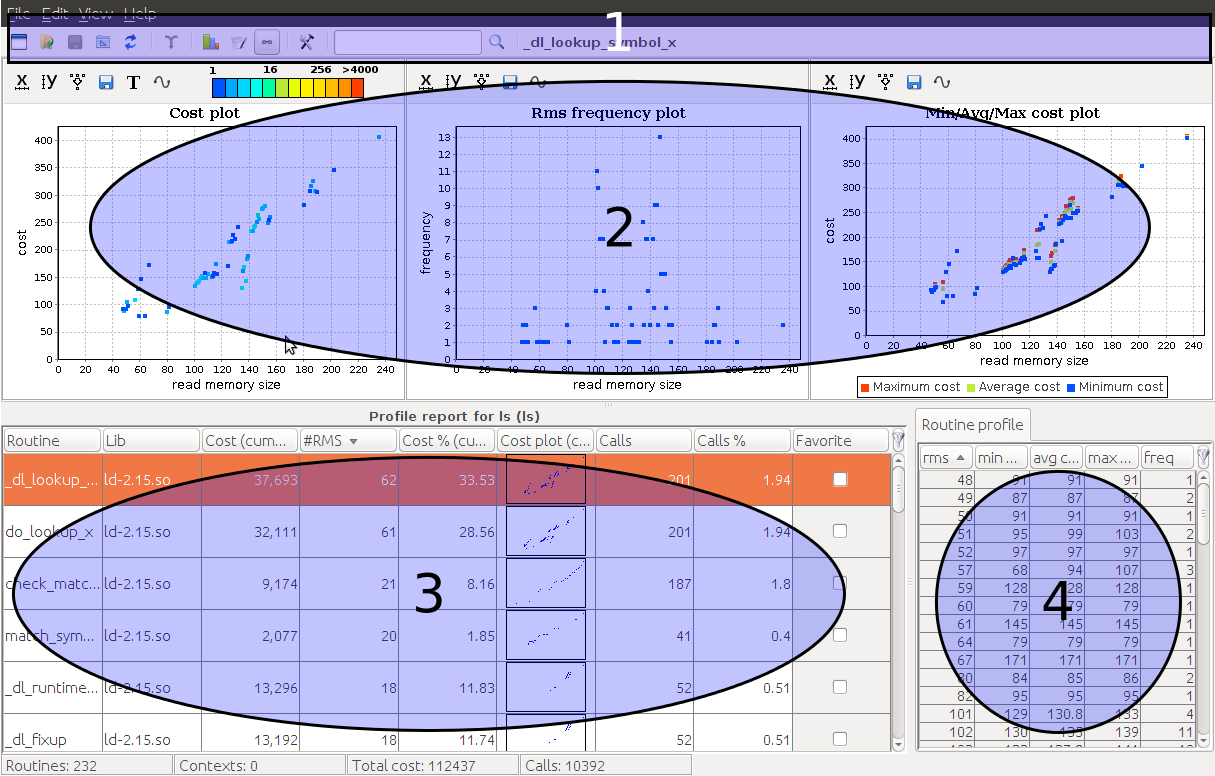 File Edit View Help
1
_dl_lookup_symbol_x
T
1 16 256 >4000
Cost plot
400
350
300
250
200
150
100
50
0
cost
0 20 40 60 80 100 120 140 160 180 200 220 240
read memory size
Rms frequency plot
13
12
11
10
9
8
7
6
5
4
3
2
1
0
frequency
2
0 20 40 60 80 100 120 140 160 180 200 220 240
read memory size
Min/Avg/Max cost plot
400
350
300
250
200
150
100
50
0
cost
0 20 40 60 80 100 120 140 160 180 200 220 240
read memory size
Maximum cost Average cost Minimum cost
Profile report for ls (ls)
Routine Lib Cost (cum... #RMS Cost % (cu... Cost plot (c... Calls Calls % Favorite
_dl_lookup_... ld-2.15.so 37,693 62 33.53 201 1.94
do_lookup_x ld-2.15.so 32,111 61 28.56 201 1.94
check_matc... ld-2.15.so 9,174 21 8.16 187 1.8
3
match_sym... ld-2.15.so 2,077 20 1.85 41 0.4
_dl_runtime... ld-2.15.so 13,296 18 11.83 52 0.51
_dl_fixup ld-2.15.so 13,192 18 11.74 52 0.51
Routine profile
rms min ... avg c... max ... freq
48 91 91 91 1
49 87 87 87 2
50 91 91 91 1
51 95 99 103 2
52 97 97 97 1
57 68 94 107 3
59 128 128 128 1
4
60 79 79 79 1
61 145 145 145 1
64 79 79 79 1
67 171 171 171 1
80 84 85 86 2
82 95 95 95 1
101 129 130.8 133 4
102 130 135 139 11
Routines: 232 Contexts: 0 Total cost: 112437 Calls: 10392